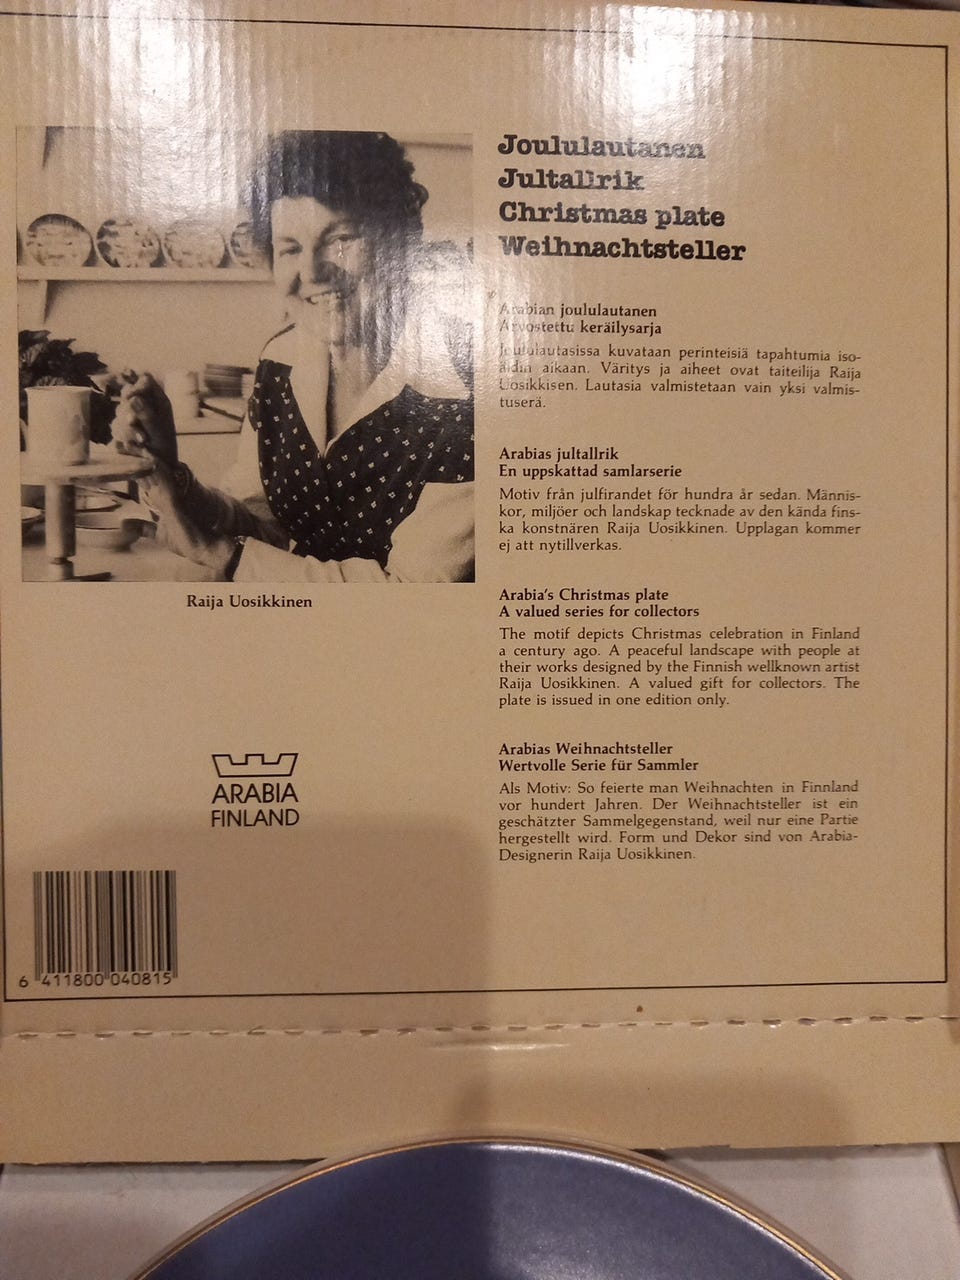 Joululautanen
Jultallrik
Christmas plate
Weihnachtsteller
Arabian joululautanen
Arvostettu keräilysarja
Joululautasissa kuvataan perinteisiä tapahtumia iso-
äidin aikaan. Väritys ja aiheet ovat taiteilija Raija
Uosikkisen. Lautasia valmistetaan vain yksi valmis-
tuserä.
Arabias jultallrik
En uppskattad samlarserie
Motiv från julfirandet för hundra år sedan. Männis-
kor, miljöer och landskap tecknade av den kända fins-
ka konstnären Raija Uosikkinen. Upplagan kommer
ej att nytillverkas.
Raija Uosikkinen
Arabia's Christmas plate
A valued series for collectors
The motif depicts Christmas celebration in Finland
a century ago. A peaceful landscape with people at
their works designed by the Finnish wellknown artist
Raija Uosikkinen. A valued gift for collectors. The
plate is issued in one edition only.
Arabias Weihnachtsteller
Wertvolle Serie für Sammler
Als Motiv: So feierte man Weihnachten in Finnland
vor hundert Jahren. Der Weihnachtsteller ist ein
geschätzter Sammelgegenstand, weil nur eine Partie
hergestellt wird. Form und Dekor sind von Arabia-
Designerin Raija Uosikkinen.
ARABIA
FINLAND
6 411800 040815